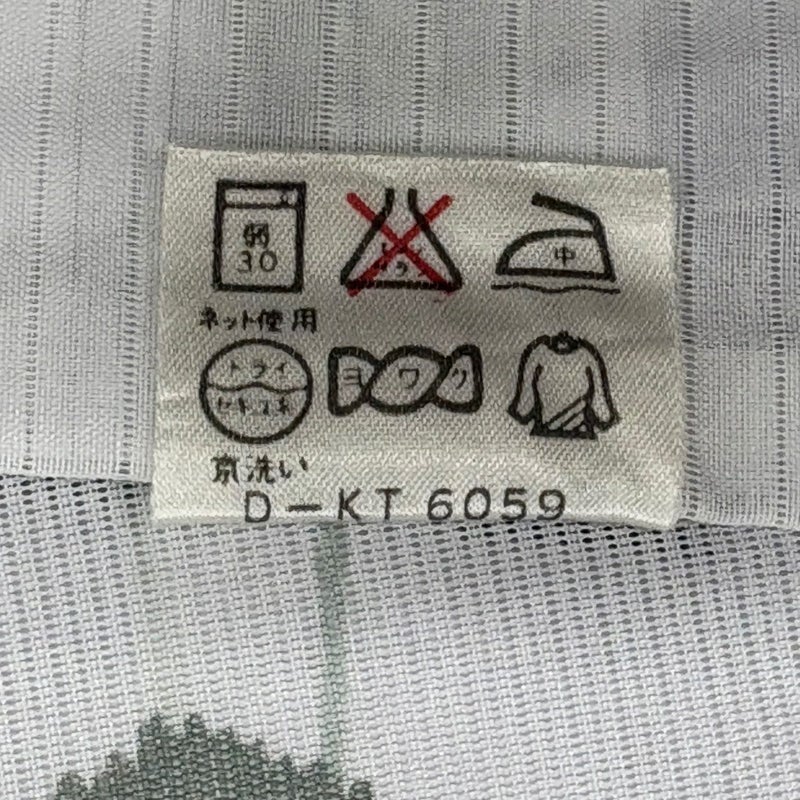 弱
30
中
ネット使用
ドライ
セキユ系
ヨワク
京洗い
D-KT 6059